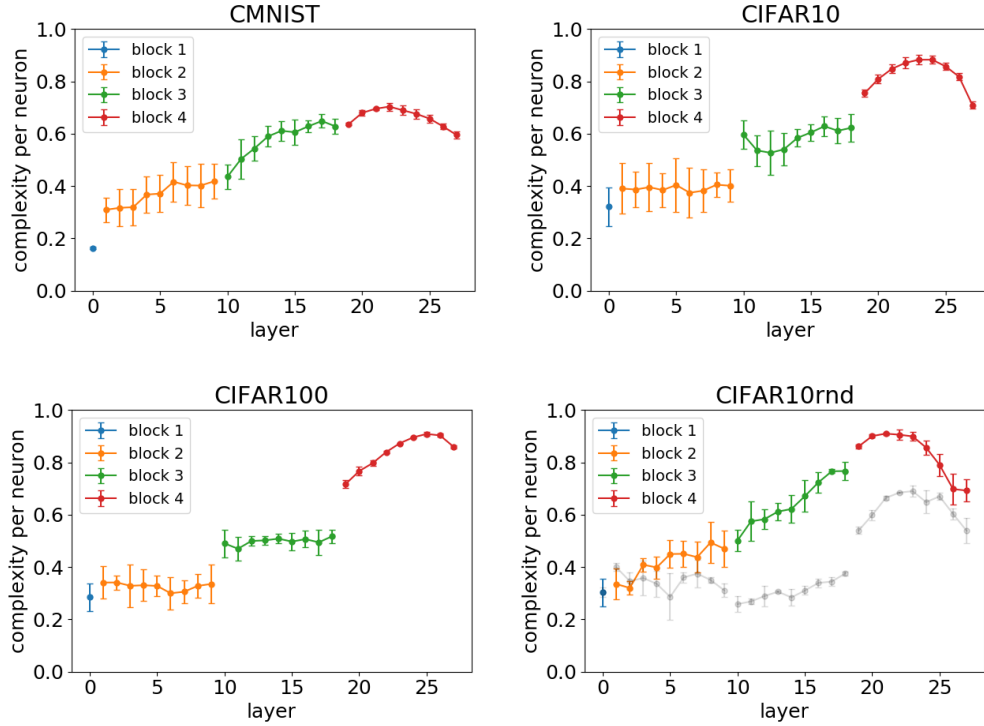 CMNIST
complexity per neuron
1.0
0.8
0.6
0.4
0.2
0.0
block 1
block 2
block 3
block 4
0 5 10 15 20 25
layer
CIFAR10
complexity per neuron
1.0
0.8
0.6
0.4
0.2
0.0
block 1
block 2
block 3
block 4
0 5 10 15 20 25
layer
CIFAR100
complexity per neuron
1.0
0.8
0.6
0.4
0.2
0.0
block 1
block 2
block 3
block 4
0 5 10 15 20 25
layer
CIFAR10rnd
complexity per neuron
1.0
0.8
0.6
0.4
0.2
0.0
block 1
block 2
block 3
block 4
0 5 10 15 20 25
layer